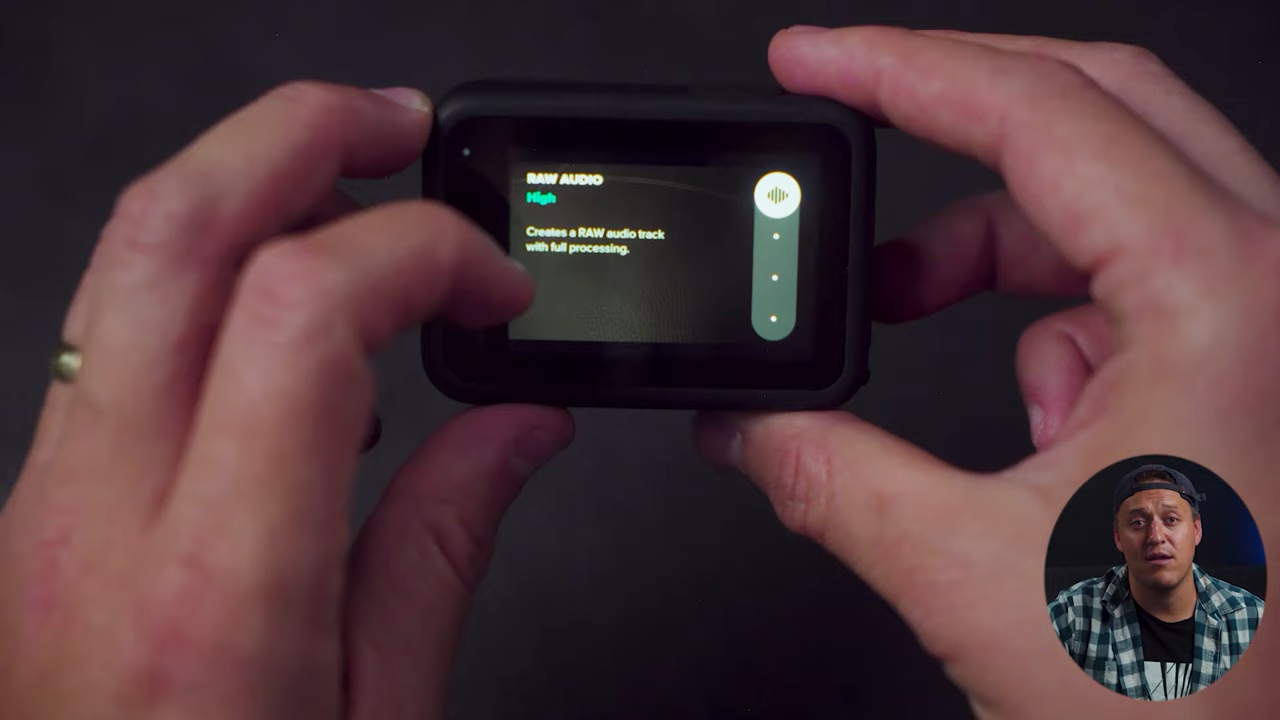 RAW AUDIO
High
Creates a RAW audio track
with full processing.